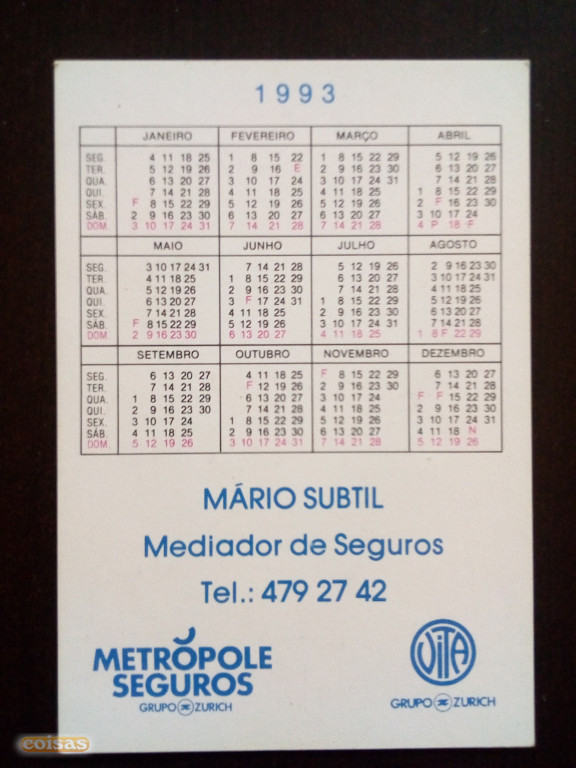 1993
JANEIRO FEVEREIRO MARÇO ABRIL
SEG. 4 11 18 25 1 8 15 22 1 8 15 22 29 5 12 19 26
TER. 5 12 19 26 2 9 16 E 2 9 16 23 30 6 13 20 27
QUA. 6 13 20 27 3 10 17 24 3 10 17 24 31 7 14 21 28
QUI. 7 14 21 28 4 11 18 25 4 11 18 25 1 8 15 22 29
SEX. F 8 15 22 29 5 12 19 26 5 12 19 26 2 F 16 23 30
SÁB. 2 9 16 23 30 6 13 20 27 6 13 20 27 3 10 17 24
DOM. 3 10 17 24 31 7 14 21 28 7 14 21 28 4 P 18 F
MAIO JUNHO JULHO AGOSTO
SEG. 3 10 17 24 31 7 14 21 28 5 12 19 26 2 9 16 23 30
TER. 4 11 18 25 1 8 15 22 29 6 13 20 27 3 10 17 24 31
QUA. 5 12 19 26 2 9 16 23 30 7 14 21 28 4 11 18 25
QUI. 6 13 20 27 3 F 17 24 1 8 15 22 29 5 12 19 26
SEX. 7 14 21 28 4 11 18 25 2 9 16 23 30 6 13 20 27
SÁB. F 8 15 22 29 5 12 19 26 3 10 17 24 31 7 14 21 28
DOM. 2 9 16 23 30 6 13 20 27 4 11 18 25 1 8 F 22 29
SETEMBRO OUTUBRO NOVEMBRO DEZEMBRO
SEG. 6 13 20 27 4 11 18 25 F 8 15 22 29 6 13 20 27
TER. 7 14 21 28 F 12 19 26 2 9 16 23 30 7 14 21 28
QUA. 1 8 15 22 29 6 13 20 27 3 10 17 24 F F 15 22 29
QUI. 2 9 16 23 30 7 14 21 28 4 11 18 25 2 9 16 23 30
SEX. 3 10 17 24 1 8 15 22 29 5 12 19 26 3 10 17 24 31
SÁB. 4 11 18 25 2 9 16 23 30 6 13 20 27 4 11 18 N
DOM. 5 12 19 26 3 10 17 24 31 7 14 21 28 5 12 19 26
MÁRIO SUBTIL
Mediador de Seguros
Tel.: 479 27 42
METRÓPOLE
SEGUROS
GRUPO ZURICH
VITA
GRUPO ZURICH
coisas